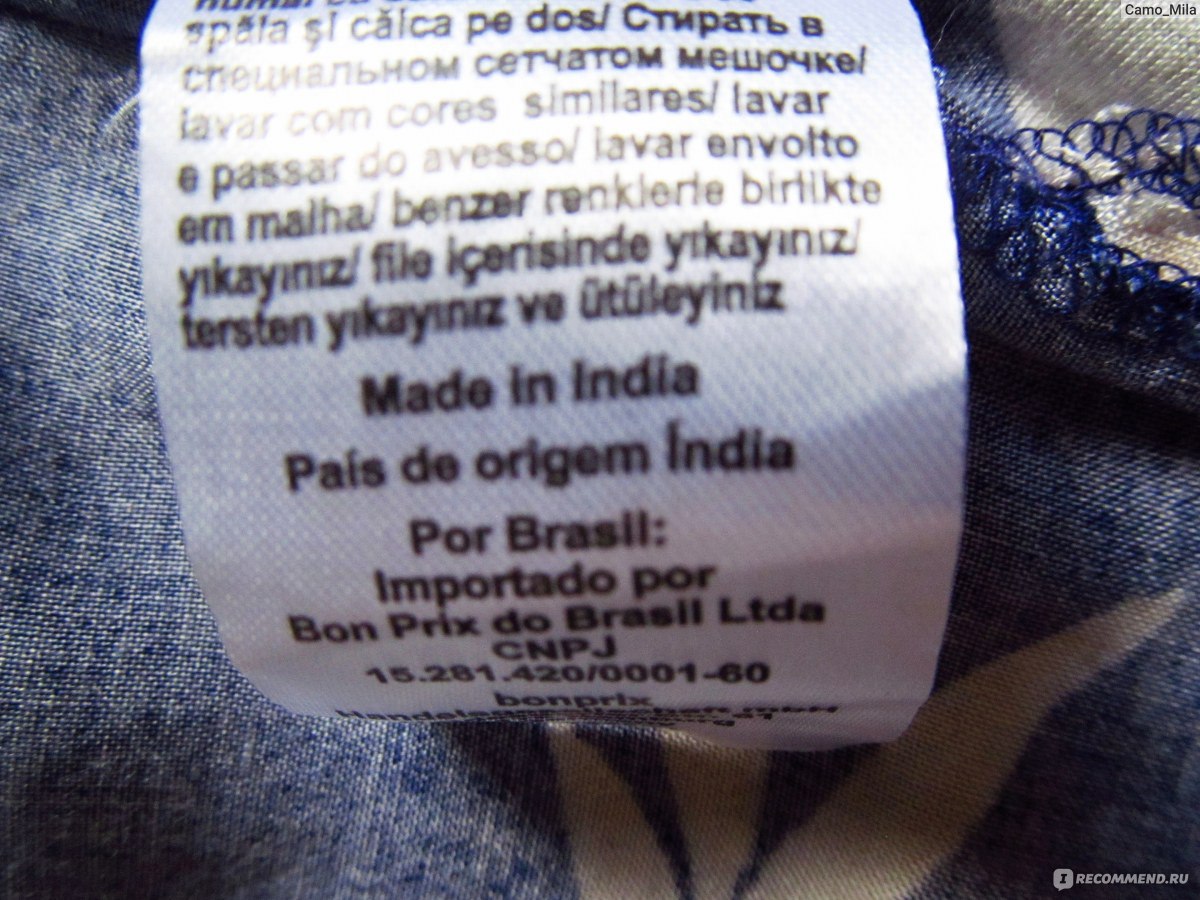 Camo_Mila
spăla și călca pe dos/ Стирать в
специальном сетчатом мешочке/
lavar com cores similares/ lavar
e passar do avesso/ lavar envolto
em malha/ benzer renklerle birlikte
yıkayınız/ file içerisinde yıkayınız/
tersten yıkayınız ve ütüleyiniz
Made in India
País de origem Índia
Por Brasil:
Importado por
Bon Prix do Brasil Ltda
CNPJ
15.281.420/0001-60
bonprix
IRECOMMEND.RU